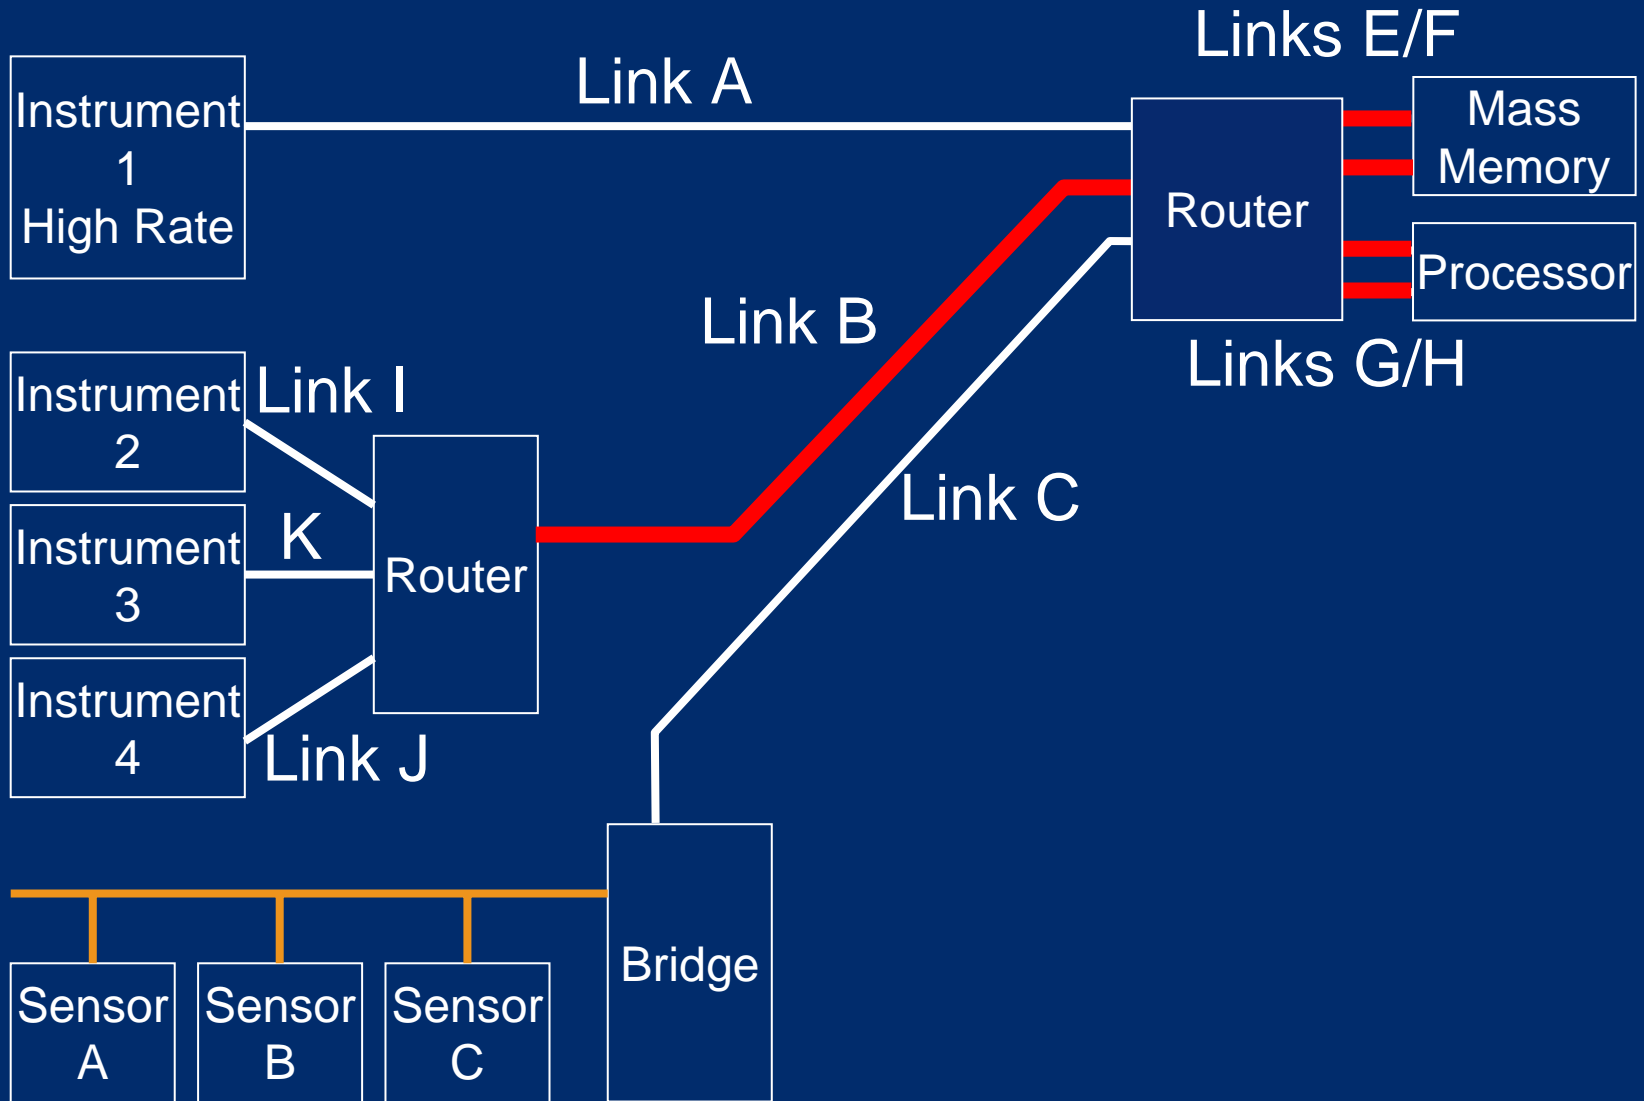 Links E/F
Link A
Instrument
1
High Rate
Mass
Memory
Router
Processor
Link B
Links G/H
Instrument
2
Link I
Link C
K
Instrument
3
Router
Instrument
4
Link J
Bridge
Sensor
A
Sensor
B
Sensor
C